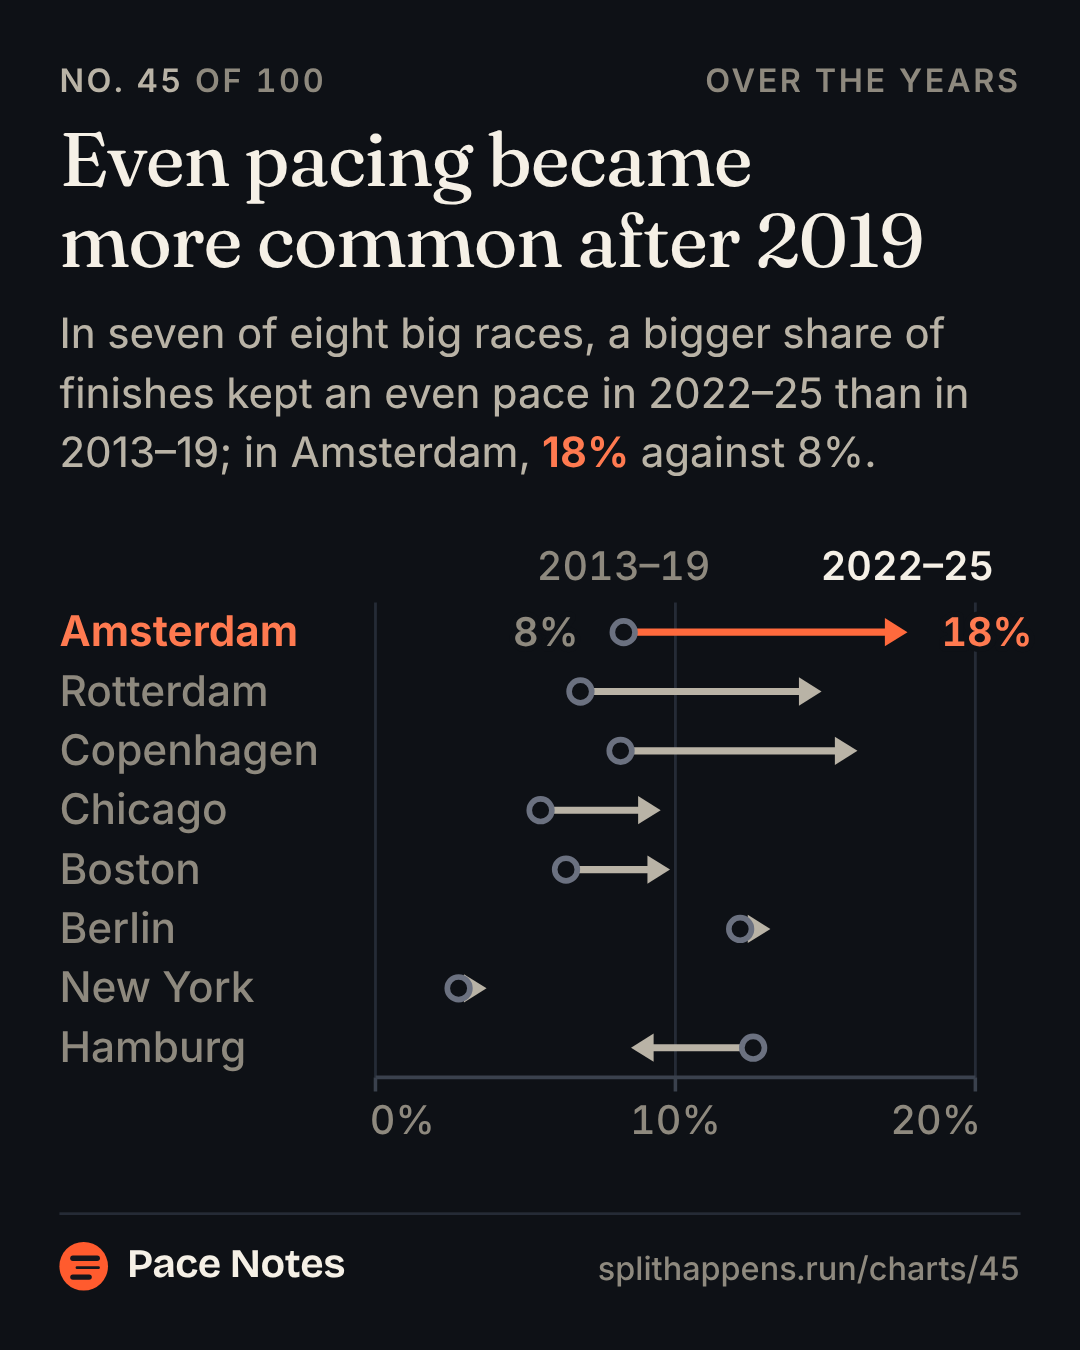 NO. 45 OF 100
OVER THE YEARS
Even pacing became
more common after 2019
In seven of eight big races, a bigger share of
finishes kept an even pace in 2022–25 than in
2013–19; in Amsterdam, 18% against 8%.
2013–19 2022–25
Amsterdam 8% 18%
Rotterdam
Copenhagen
Chicago
Boston
Berlin
New York
Hamburg
0% 10% 20%
Pace Notes
splithappens.run/charts/45